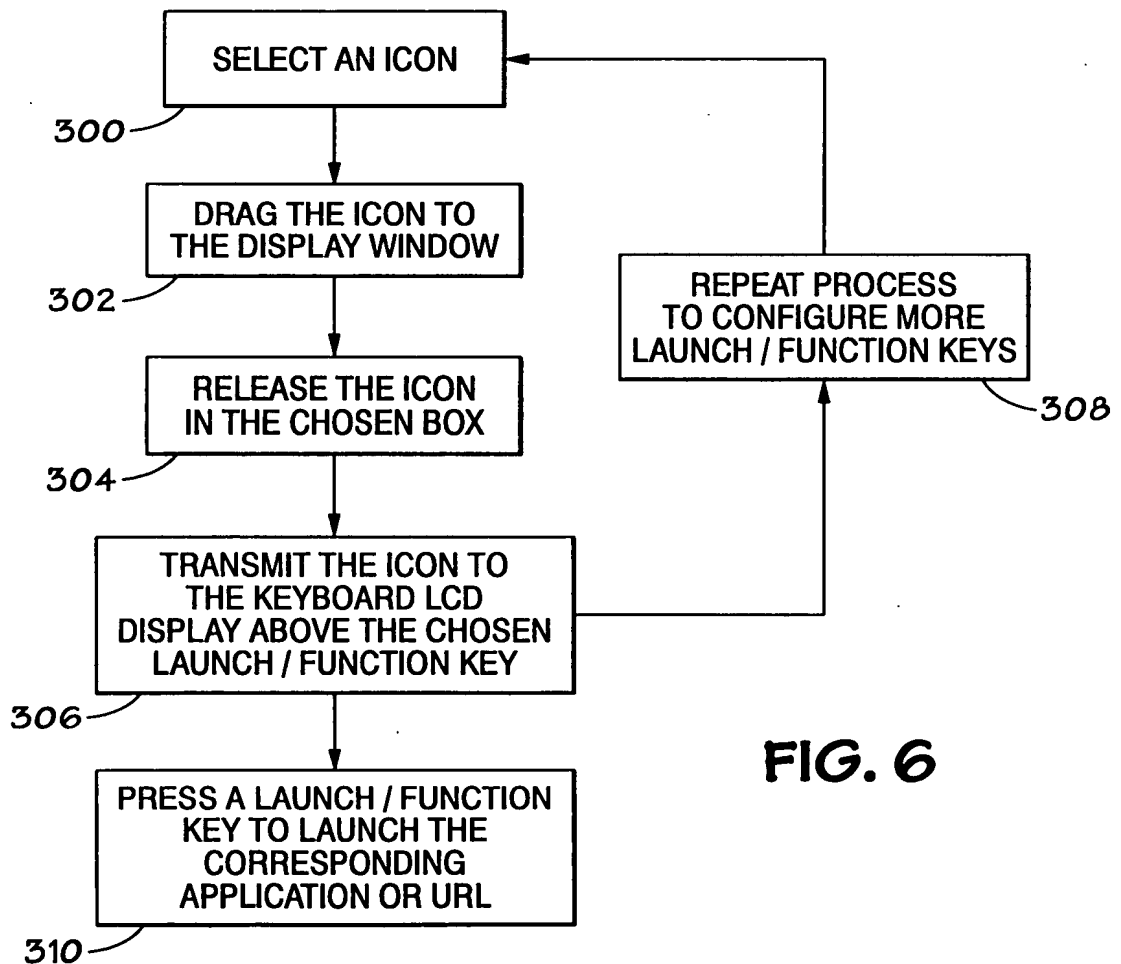 SELECT AN ICON
300
DRAG THE ICON TO
THE DISPLAY WINDOW
302
RELEASE THE ICON
IN THE CHOSEN BOX
304
TRANSMIT THE ICON TO
THE KEYBOARD LCD
DISPLAY ABOVE THE CHOSEN
LAUNCH / FUNCTION KEY
306
REPEAT PROCESS
TO CONFIGURE MORE
LAUNCH / FUNCTION KEYS
308
PRESS A LAUNCH / FUNCTION
KEY TO LAUNCH THE
CORRESPONDING
APPLICATION OR URL
310
FIG. 6